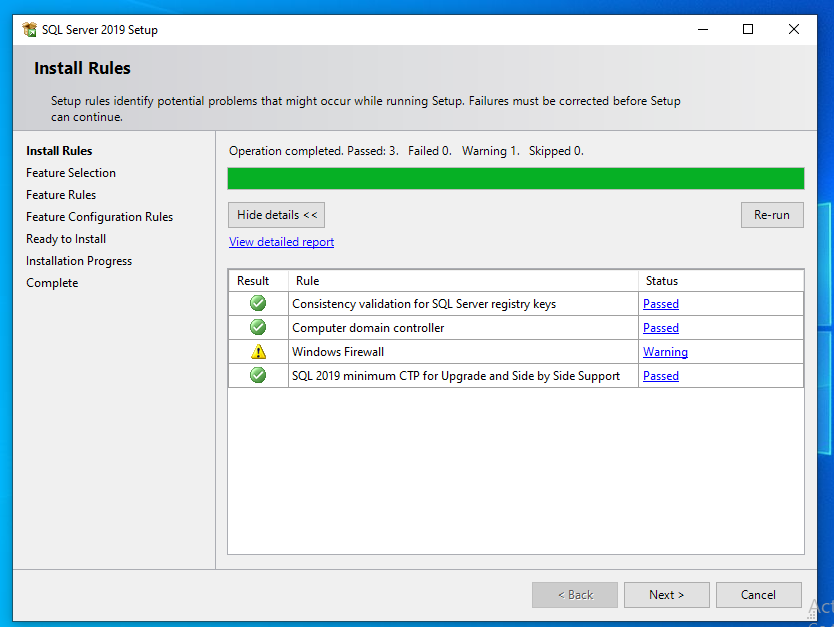 SQL Server 2019 Setup
Install Rules
Setup rules identify potential problems that might occur while running Setup. Failures must be corrected before Setup
can continue.
Install Rules
Feature Selection
Feature Rules
Feature Configuration Rules
Ready to Install
Installation Progress
Complete
Operation completed. Passed: 3.   Failed 0.   Warning 1.   Skipped 0.
Hide details <<
Re-run
View detailed report
Result Rule Status
Consistency validation for SQL Server registry keys Passed
Computer domain controller Passed
Windows Firewall Warning
SQL 2019 minimum CTP for Upgrade and Side by Side Support Passed
< Back Next > Cancel